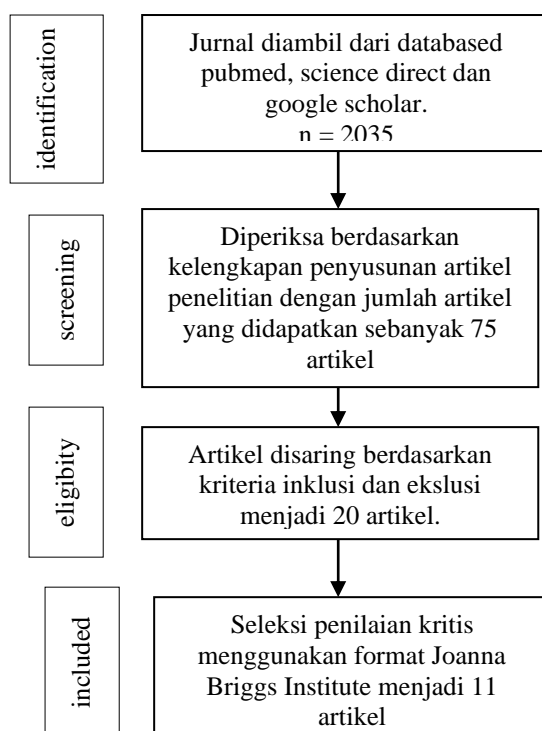 identification
Jurnal diambil dari databased
pubmed, science direct dan
google scholar.
n = 2035
screening
Diperiksa berdasarkan
kelengkapan penyusunan artikel
penelitian dengan jumlah artikel
yang didapatkan sebanyak 75
artikel
eligibity
Artikel disaring berdasarkan
kriteria inklusi dan ekslusi
menjadi 20 artikel.
included
Seleksi penilaian kritis
menggunakan format Joanna
Briggs Institute menjadi 11
artikel